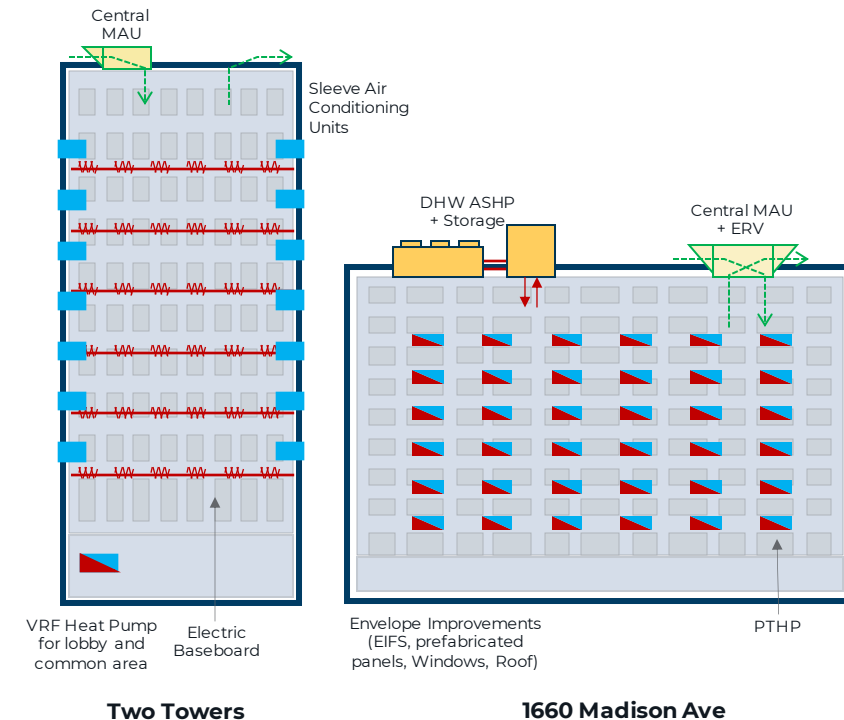 Central
MAU
Sleeve Air
Conditioning
Units
DHW ASHP
+ Storage
Central MAU
+ ERV
VRF Heat Pump
for lobby and
common area
Electric
Baseboard
Envelope Improvements
(EIFS, prefabricated
panels, Windows, Roof)
PTHP
Two Towers
1660 Madison Ave